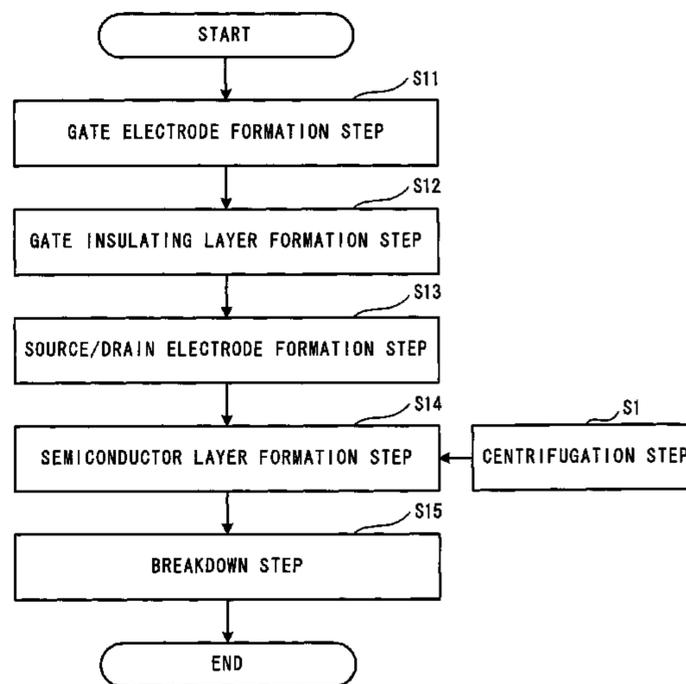 START
S11
GATE ELECTRODE FORMATION STEP
S12
GATE INSULATING LAYER FORMATION STEP
S13
SOURCE/DRAIN ELECTRODE FORMATION STEP
S14
SEMICONDUCTOR LAYER FORMATION STEP
S1
CENTRIFUGATION STEP
S15
BREAKDOWN STEP
END